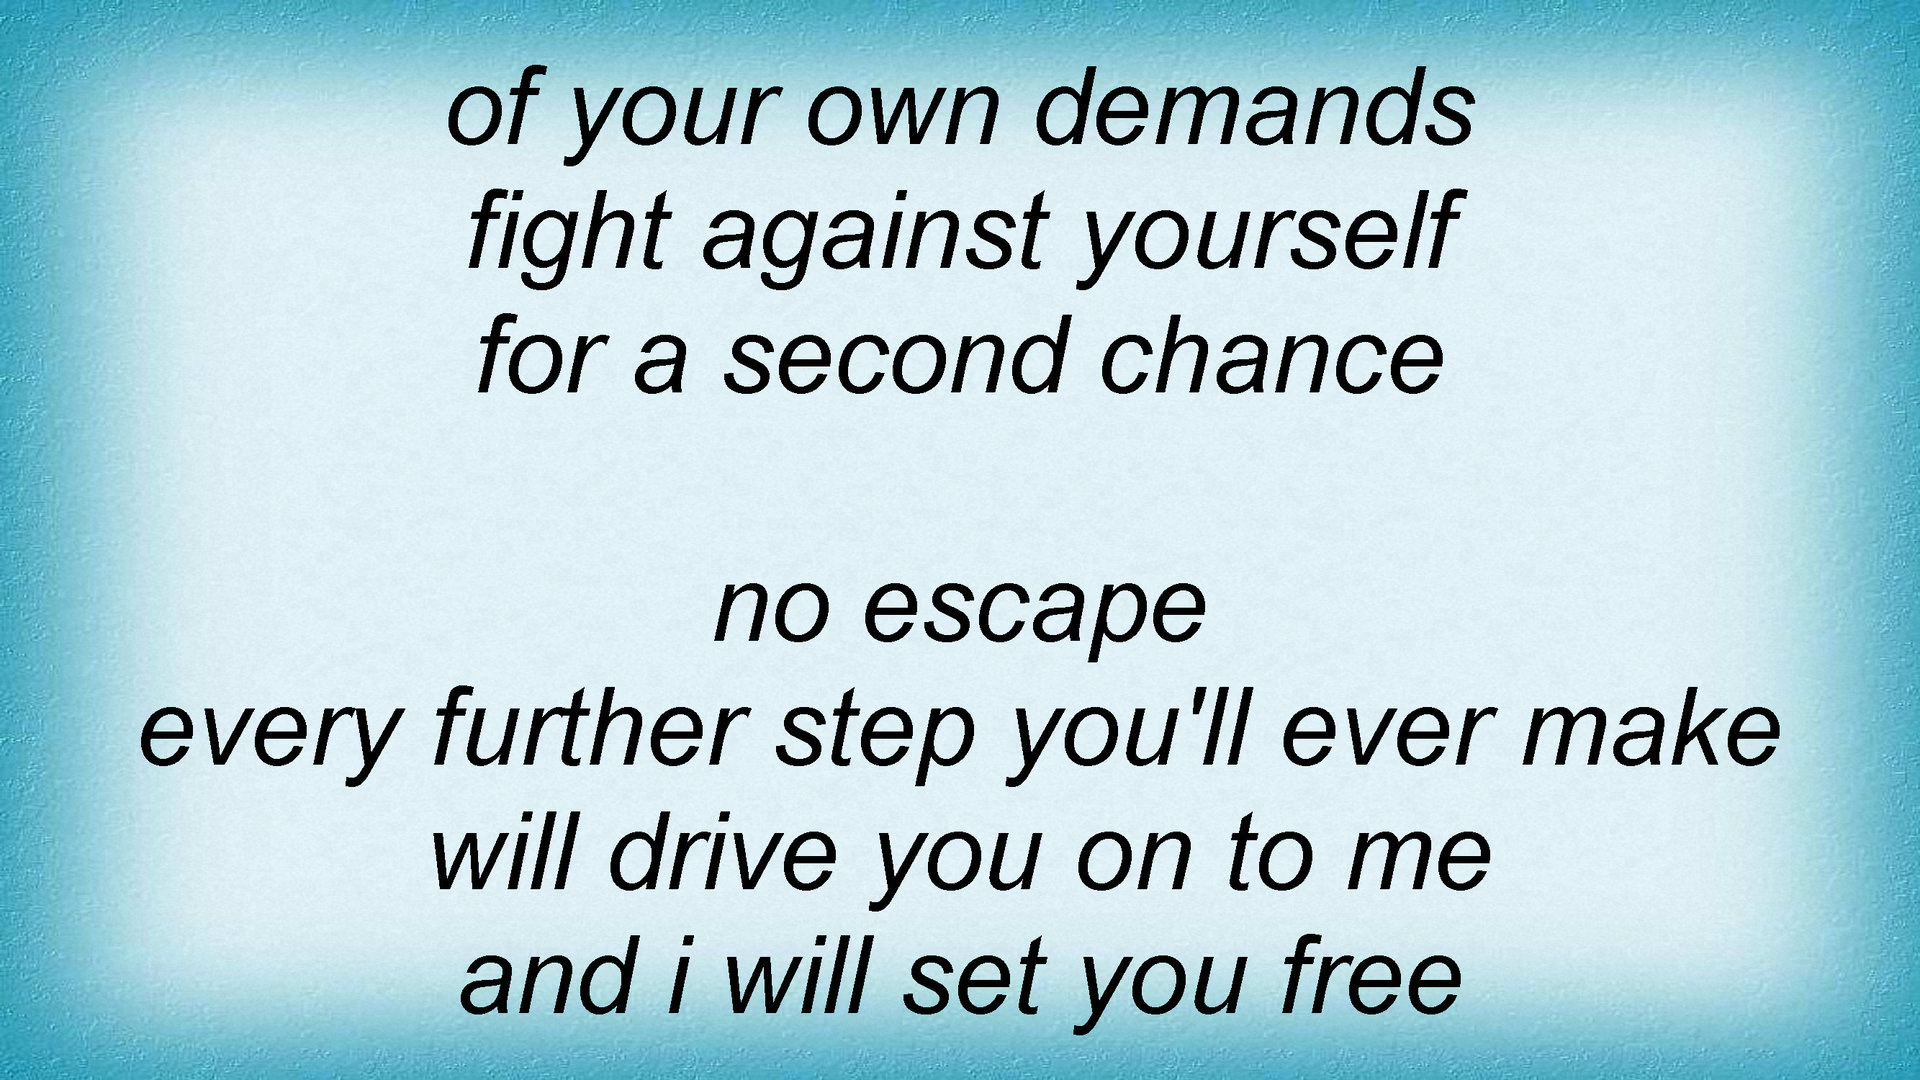 of your own demands
fight against yourself
for a second chance
no escape
every further step you'll ever make
will drive you on to me
and i will set you free